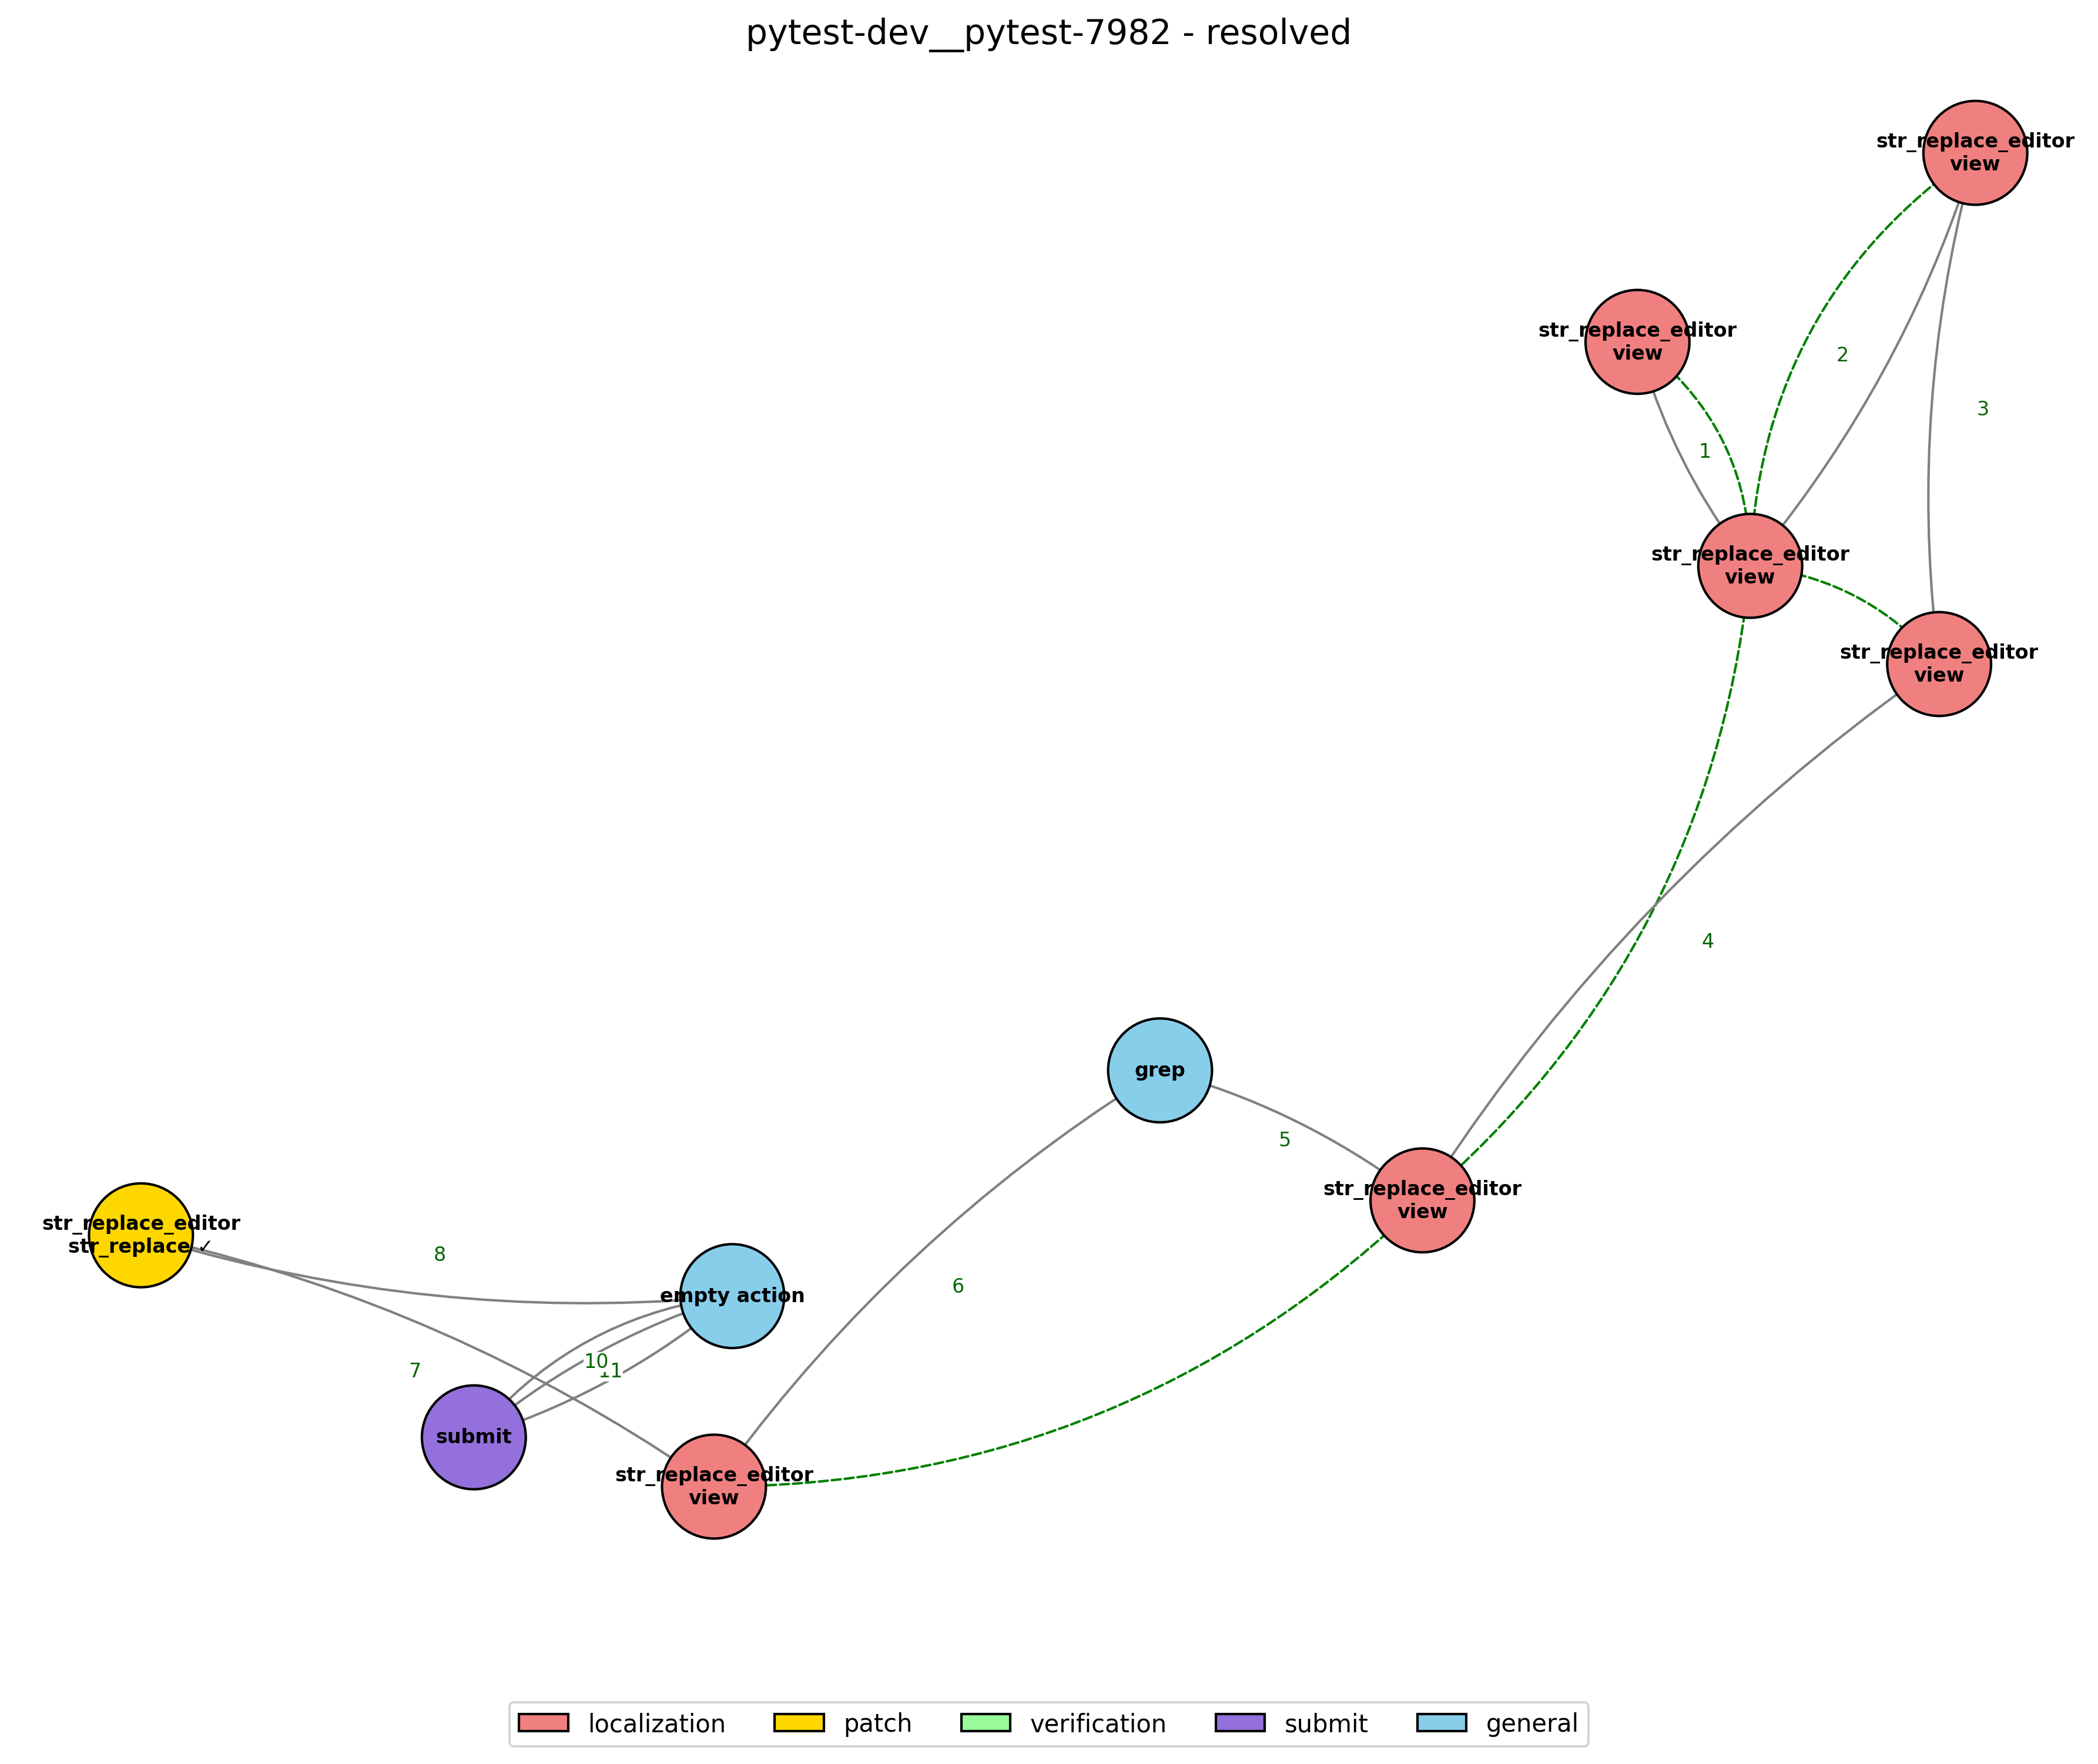 pytest-dev__pytest-7982 - resolved
str_replace_editor
view
str_replace_editor
view
2
3
1
str_replace_editor
view
str_replace_editor
view
4
grep
5
str_replace_editor
view
str_replace_editor
str_replace ✓
8
6
empty action
10
11
7
submit
str_replace_editor
view
localization
patch
verification
submit
general